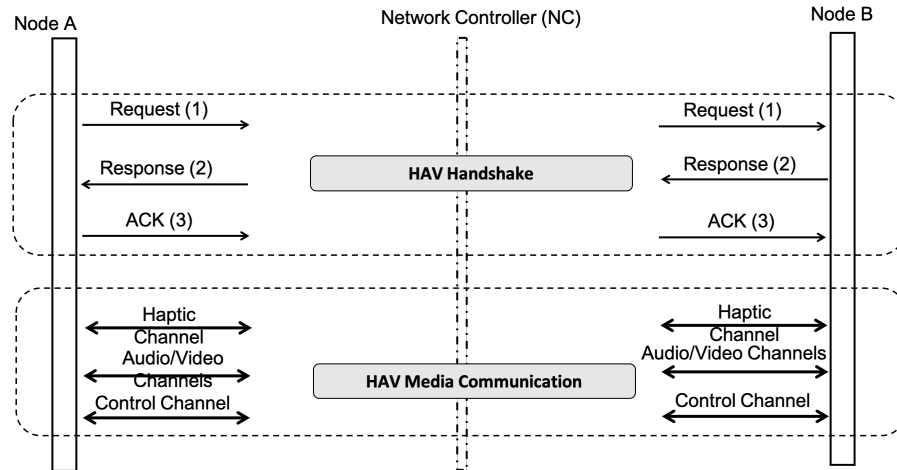 Node A
Network Controller (NC)
Node B
Request (1)
Request (1)
Response (2)
HAV Handshake
Response (2)
ACK (3)
ACK (3)
Haptic
Channel
Haptic
Channel
Audio/Video
Channels
Audio/Video Channels
HAV Media Communication
Control Channel
Control Channel